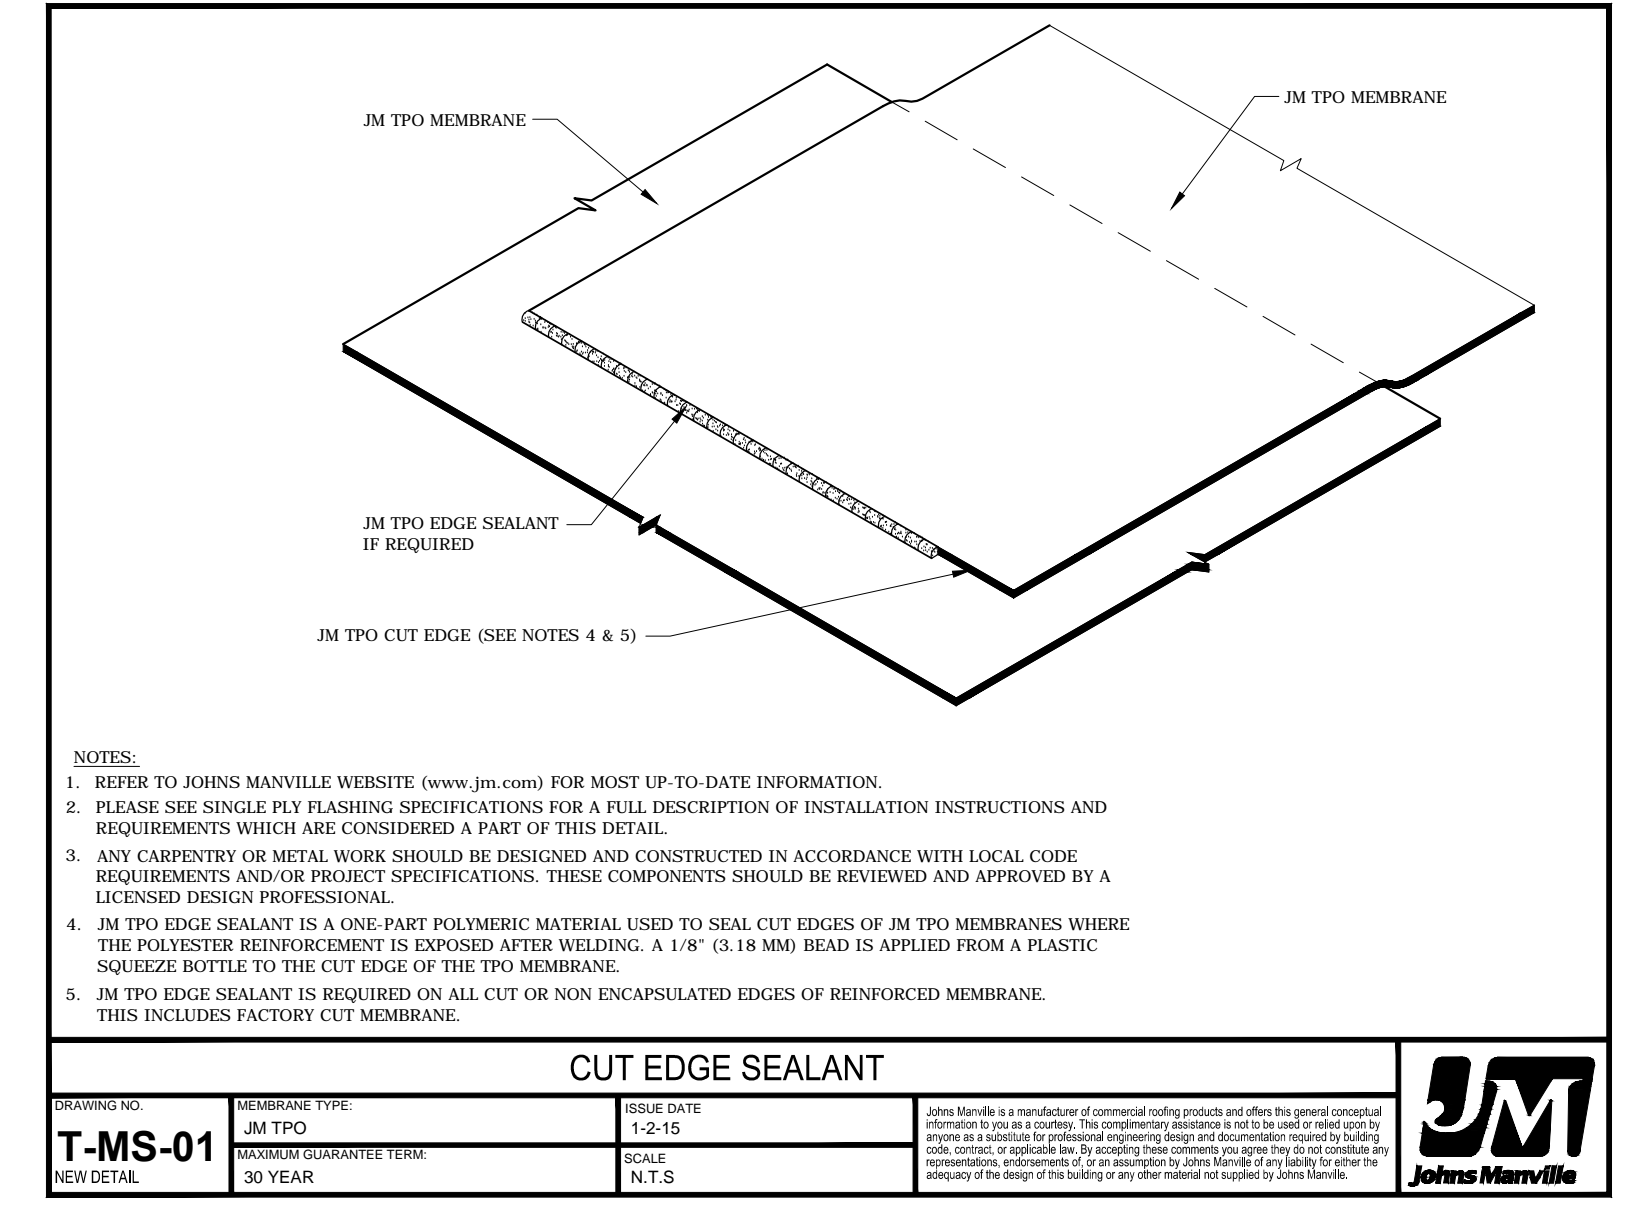 JM TPO MEMBRANE
JM TPO MEMBRANE
JM TPO EDGE SEALANT
IF REQUIRED
JM TPO CUT EDGE (SEE NOTES 4 & 5)
NOTES:
1. REFER TO JOHNS MANVILLE WEBSITE (www.jm.com) FOR MOST UP-TO-DATE INFORMATION.
2. PLEASE SEE SINGLE PLY FLASHING SPECIFICATIONS FOR A FULL DESCRIPTION OF INSTALLATION INSTRUCTIONS AND
REQUIREMENTS WHICH ARE CONSIDERED A PART OF THIS DETAIL.
3. ANY CARPENTRY OR METAL WORK SHOULD BE DESIGNED AND CONSTRUCTED IN ACCORDANCE WITH LOCAL CODE
REQUIREMENTS AND/OR PROJECT SPECIFICATIONS. THESE COMPONENTS SHOULD BE REVIEWED AND APPROVED BY A
LICENSED DESIGN PROFESSIONAL.
4. JM TPO EDGE SEALANT IS A ONE-PART POLYMERIC MATERIAL USED TO SEAL CUT EDGES OF JM TPO MEMBRANES WHERE
THE POLYESTER REINFORCEMENT IS EXPOSED AFTER WELDING. A 1/8" (3.18 MM) BEAD IS APPLIED FROM A PLASTIC
SQUEEZE BOTTLE TO THE CUT EDGE OF THE TPO MEMBRANE.
5. JM TPO EDGE SEALANT IS REQUIRED ON ALL CUT OR NON ENCAPSULATED EDGES OF REINFORCED MEMBRANE.
THIS INCLUDES FACTORY CUT MEMBRANE.
CUT EDGE SEALANT
DRAWING NO.
T-MS-01
NEW DETAIL
MEMBRANE TYPE:
JM TPO
MAXIMUM GUARANTEE TERM:
30 YEAR
ISSUE DATE
1-2-15
SCALE
N.T.S
Johns Manville is a manufacturer of commercial roofing products and offers this general conceptual
information to you as a courtesy. This complimentary assistance is not to be used or relied upon by
anyone as a substitute for professional engineering design and documentation required by building
code, contract, or applicable law. By accepting these comments you agree they do not constitute any
representations, endorsements of, or an assumption by Johns Manville of any liability for either the
adequacy of the design of this building or any other material not supplied by Johns Manville.
JM
Johns Manville